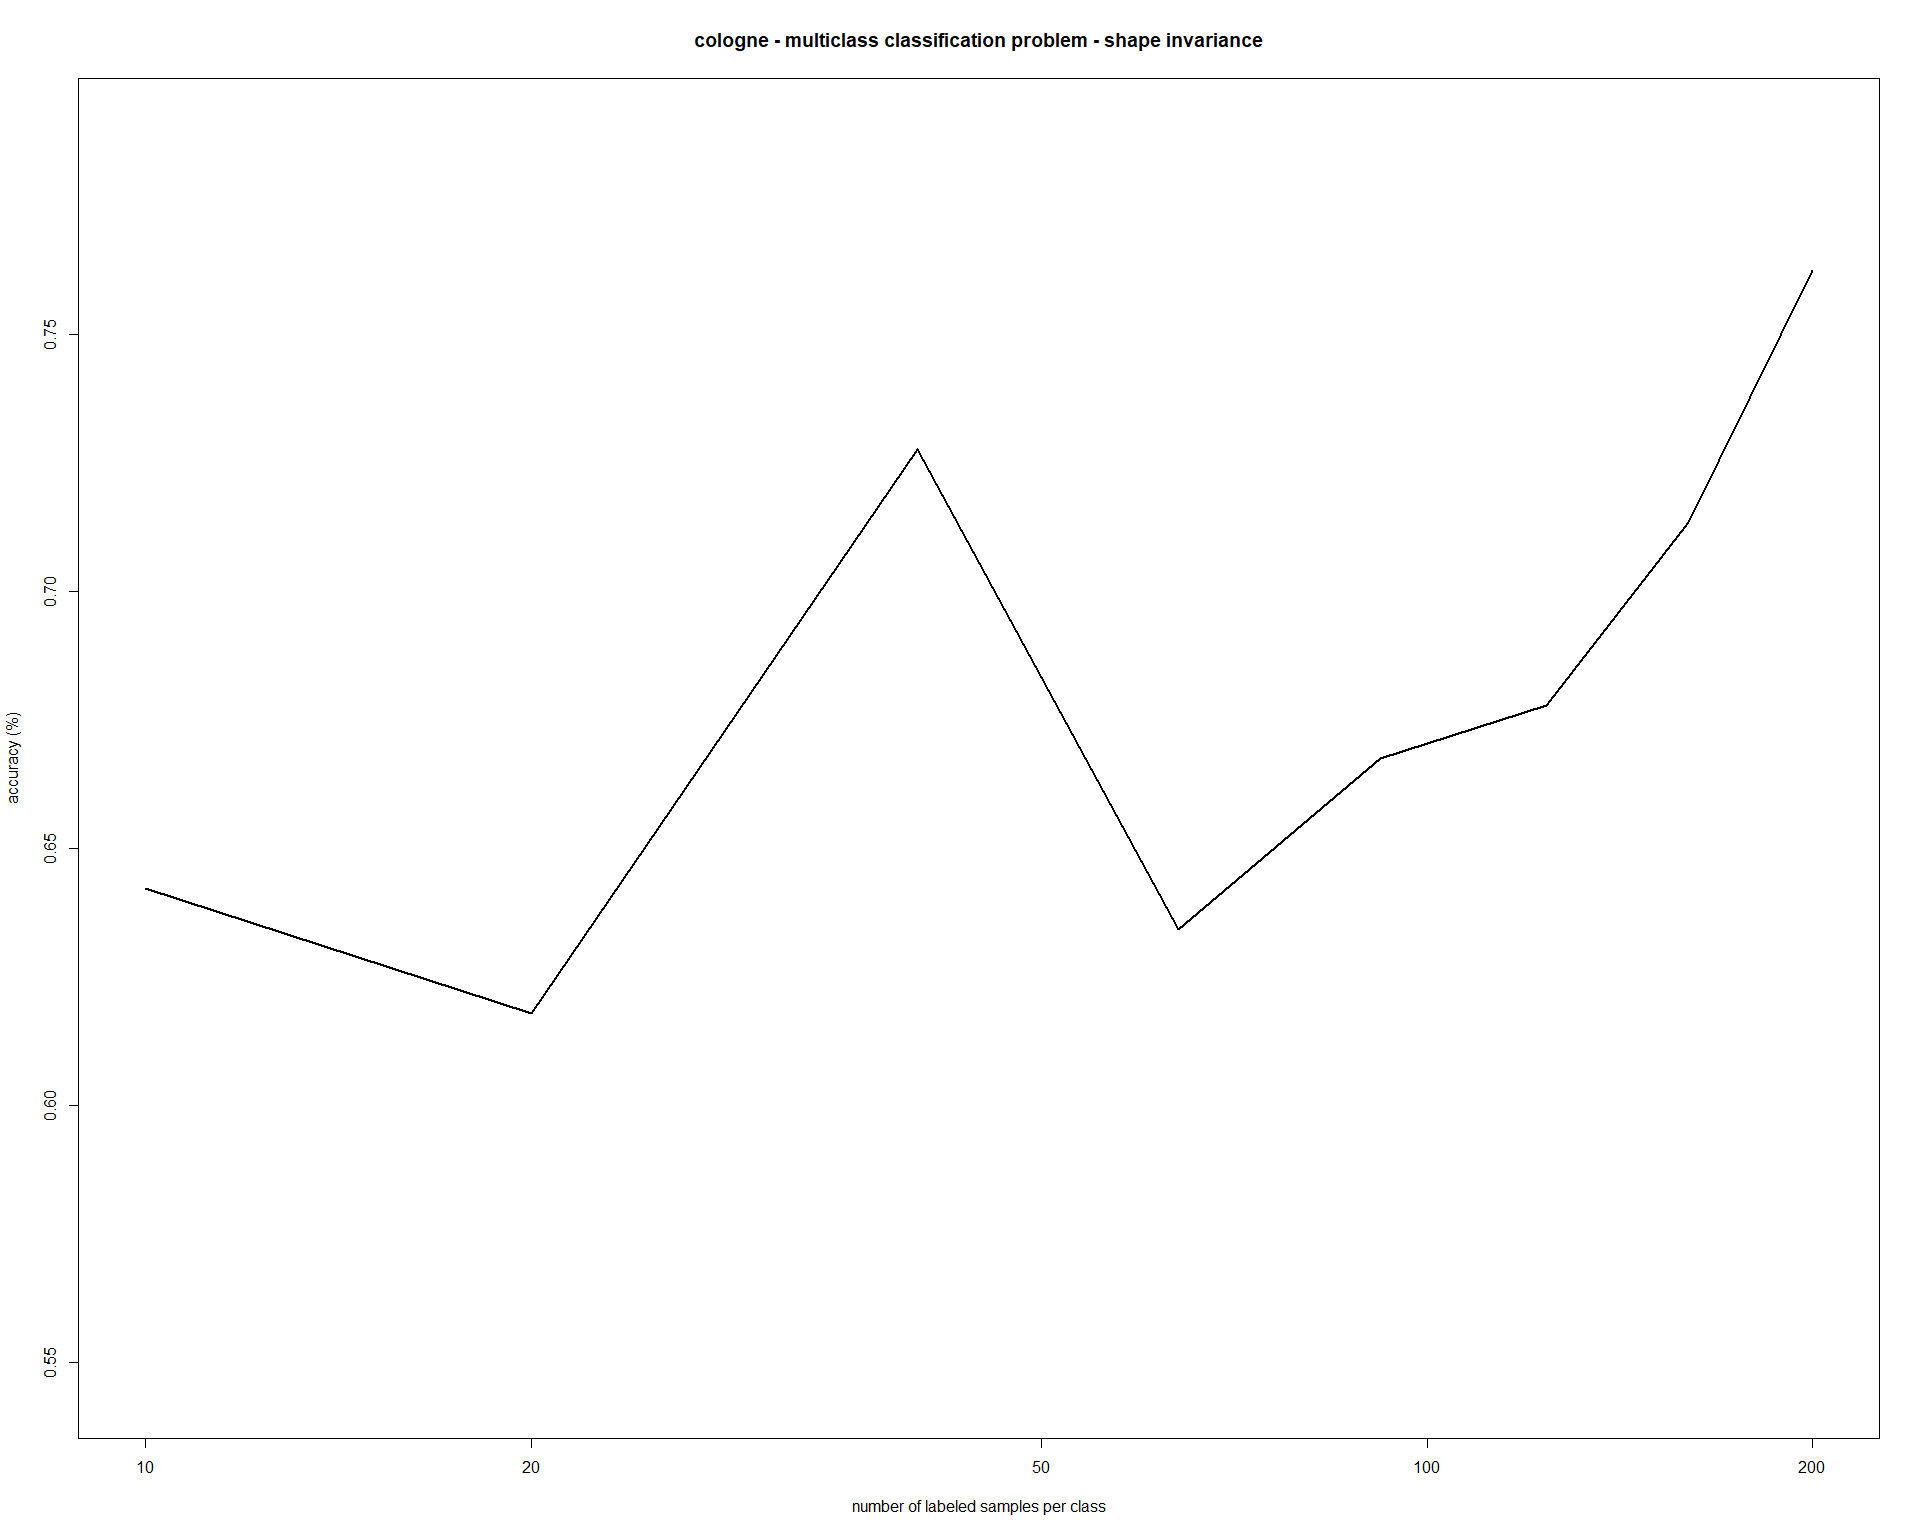 cologne - multiclass classification problem - shape invariance
0.75
0.70
0.65
0.60
0.55
accuracy (%)
10 20 50 100 200
number of labeled samples per class